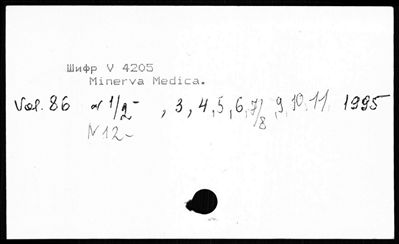 Шифр V 4205
Minerva Medica.
Vol. 86 N 1/2- , 3, 4, 5, 6, 7/8, 9, 10, 11, 1995
N 12-